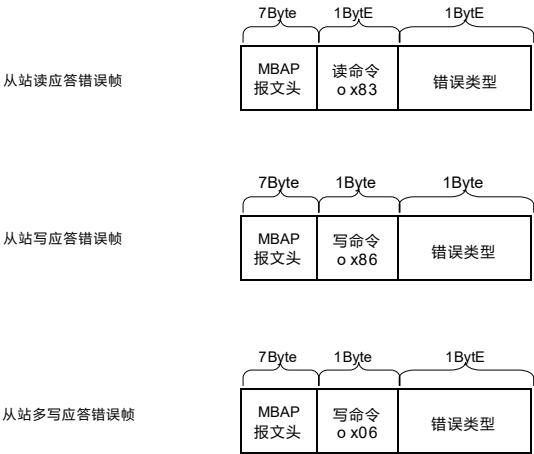 7Byte 1BytE 1BytE
从站读应答错误帧
MBAP 报文头
读命令 o x83
错误类型
7Byte 1Byte 1Byte
从站写应答错误帧
MBAP 报文头
写命令 o x86
错误类型
7Byte 1Byte 1BytE
从站多写应答错误帧
MBAP 报文头
写命令 o x06
错误类型